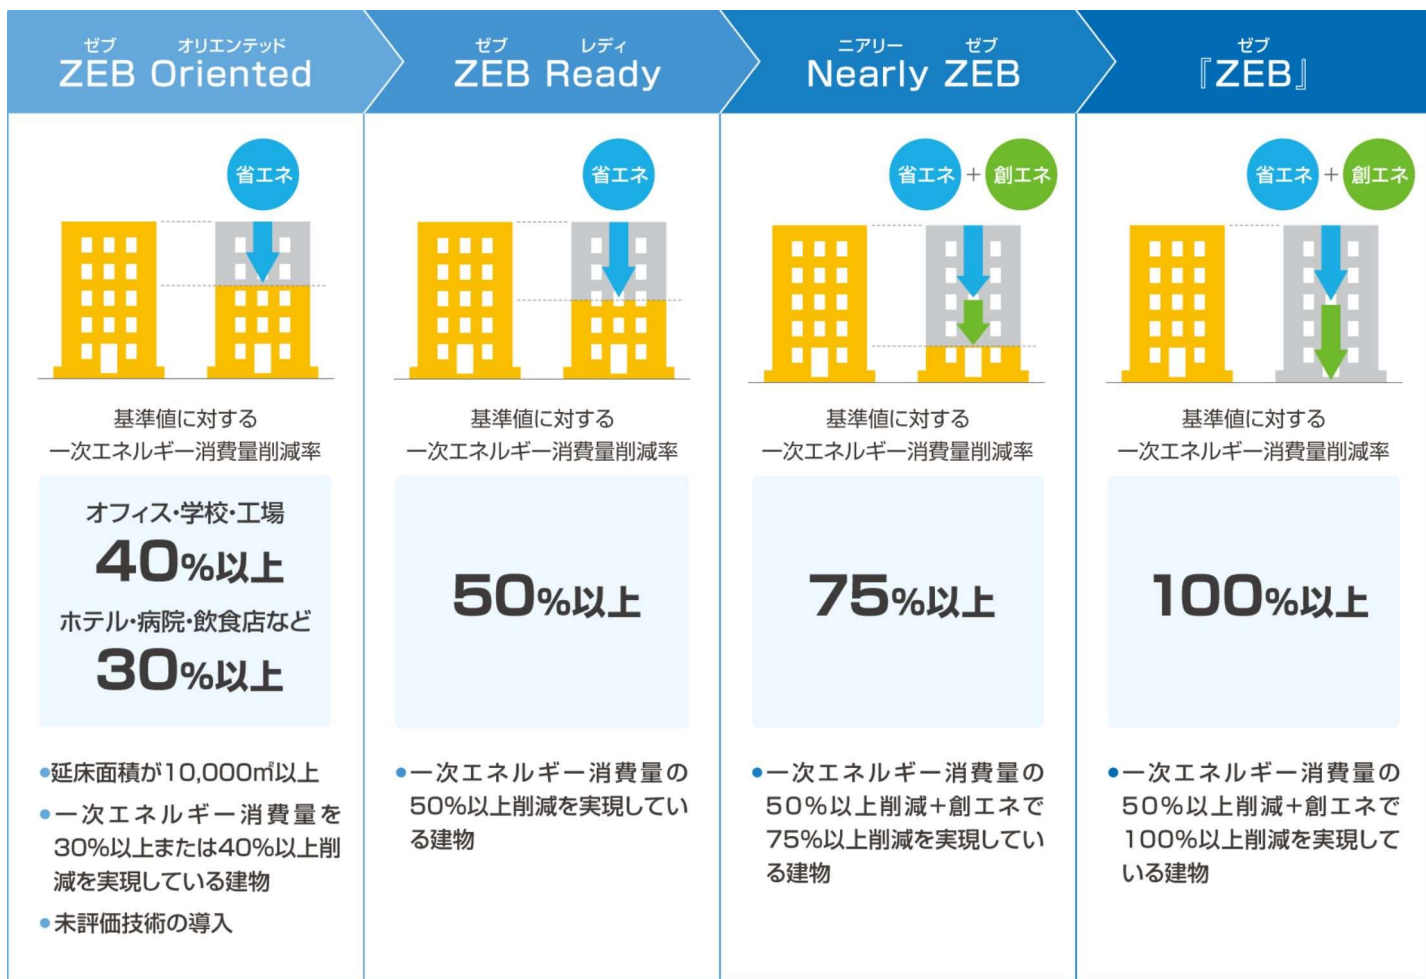 ゼブ オリエンテッド
ZEB Oriented
省エネ
基準値に対する
一次エネルギー消費量削減率
オフィス・学校・工場
40%以上
ホテル・病院・飲食店など
30%以上
●延床面積が10,000㎡以上
●一次エネルギー消費量を
30%以上または40%以上削
減を実現している建物
●未評価技術の導入
ゼブ レディ
ZEB Ready
省エネ
基準値に対する
一次エネルギー消費量削減率
50%以上
●一次エネルギー消費量の
50%以上削減を実現してい
る建物
ニアリー ゼブ
Nearly ZEB
省エネ + 創エネ
基準値に対する
一次エネルギー消費量削減率
75%以上
●一次エネルギー消費量の
50%以上削減+創エネで
75%以上削減を実現してい
る建物
ゼブ
『ZEB』
省エネ + 創エネ
基準値に対する
一次エネルギー消費量削減率
100%以上
●一次エネルギー消費量の
50%以上削減+創エネで
100%以上削減を実現して
いる建物